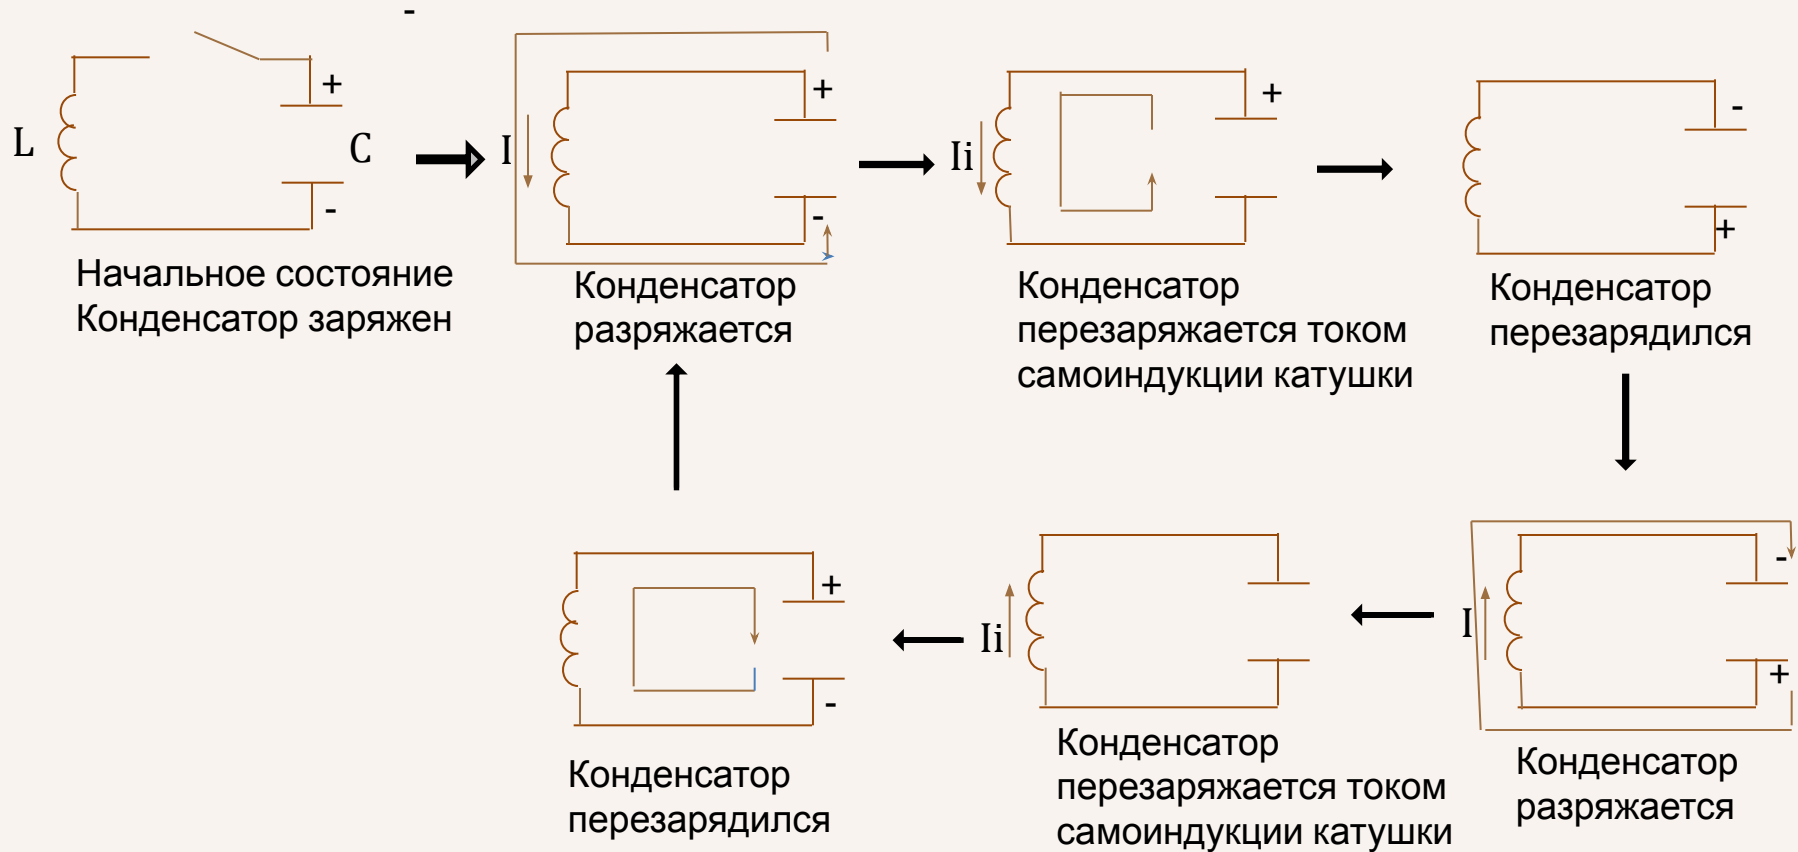 -
+
L
C
-
Начальное состояние
Конденсатор заряжен
I
+
-
Конденсатор
разряжается
Ii
+
Конденсатор
перезаряжается током
самоиндукции катушки
-
+
Конденсатор
перезарядился
+
-
Конденсатор
перезарядился
Ii
Конденсатор
перезаряжается током
самоиндукции катушки
I
-
+
Конденсатор
разряжается